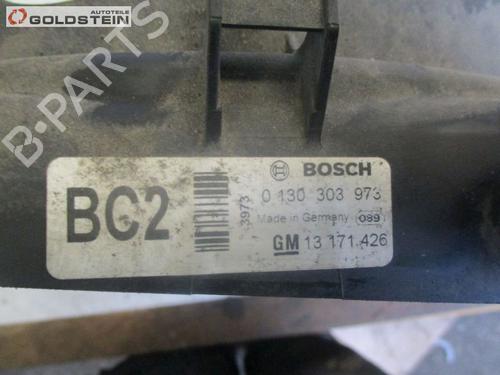 AUTOTEILE
GOLDSTEIN
B-PARTS
BOSCH
BC2
3973
0 130 303 973
Made in Germany 089
GM 13 171 426